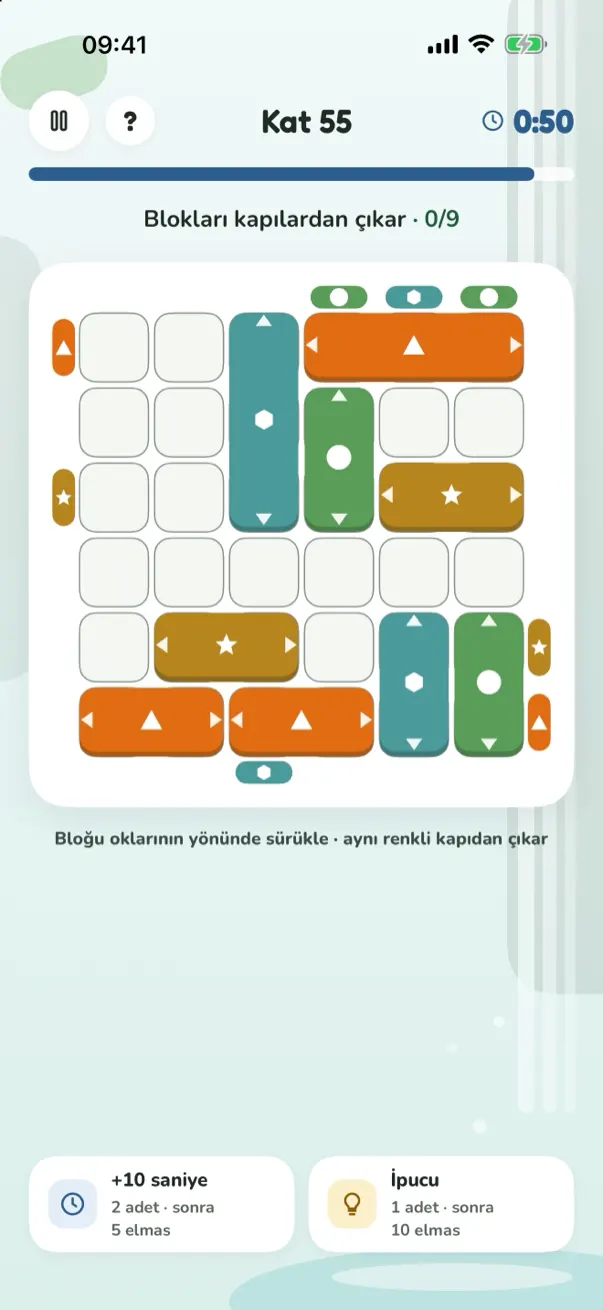 09:41
?
Kat 55
0:50
Blokları kapılardan çıkar · 0/9
Bloğu oklarının yönünde sürükle · aynı renkli kapıdan çıkar
+10 saniye
2 adet · sonra
5 elmas
İpucu
1 adet · sonra
10 elmas